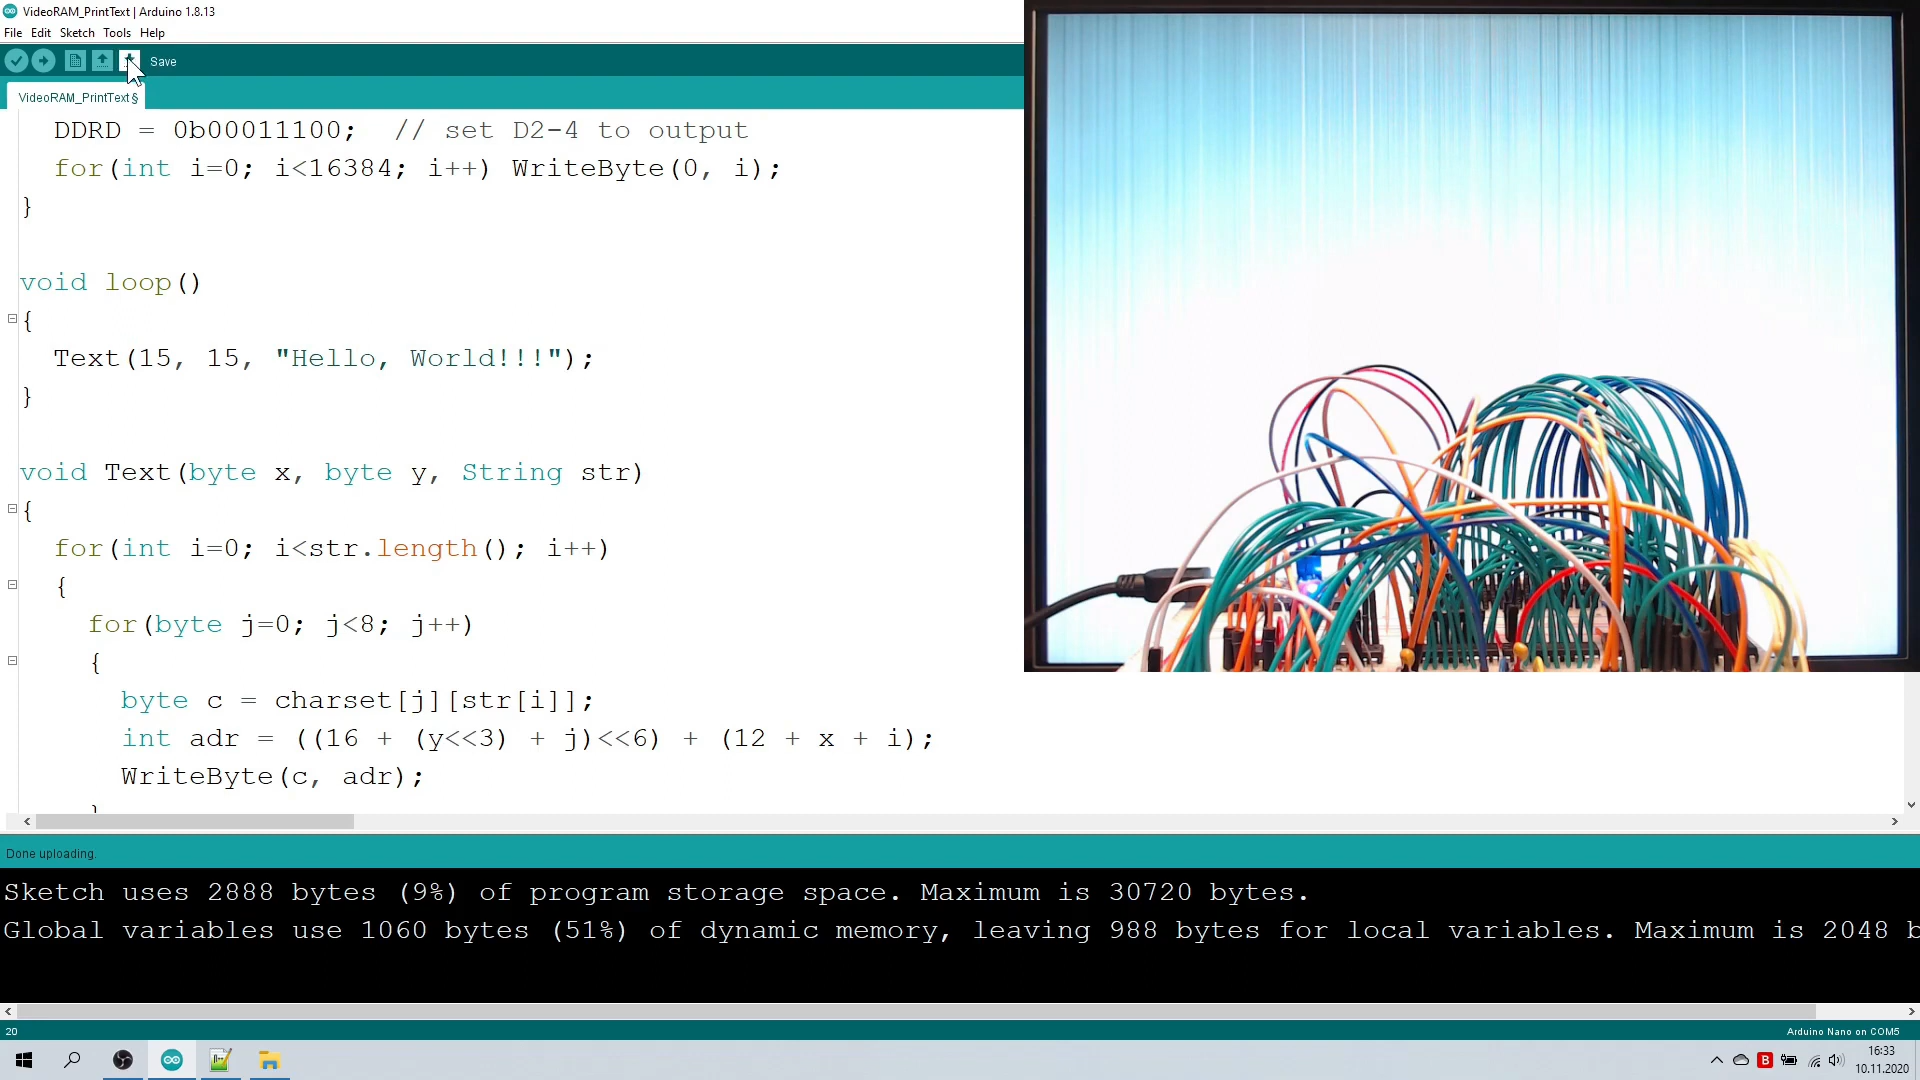 VideoRAM_PrintText | Arduino 1.8.13
File Edit Sketch Tools Help
Save
VideoRAM_PrintText §
DDRD = 0b00011100;  // set D2-4 to output
for(int i=0; i<16384; i++) WriteByte(0, i);
}
void loop()
{
Text(15, 15, "Hello, World!!!");
}
void Text(byte x, byte y, String str)
{
for(int i=0; i<str.length(); i++)
{
for(byte j=0; j<8; j++)
{
byte c = charset[j][str[i]];
int adr = ((16 + (y<<3) + j)<<6) + (12 + x + i);
WriteByte(c, adr);
}
Done uploading.
Sketch uses 2888 bytes (9%) of program storage space. Maximum is 30720 bytes.
Global variables use 1060 bytes (51%) of dynamic memory, leaving 988 bytes for local variables. Maximum is 2048 b
20
Arduino Nano on COM5
B
16:33
10.11.2020